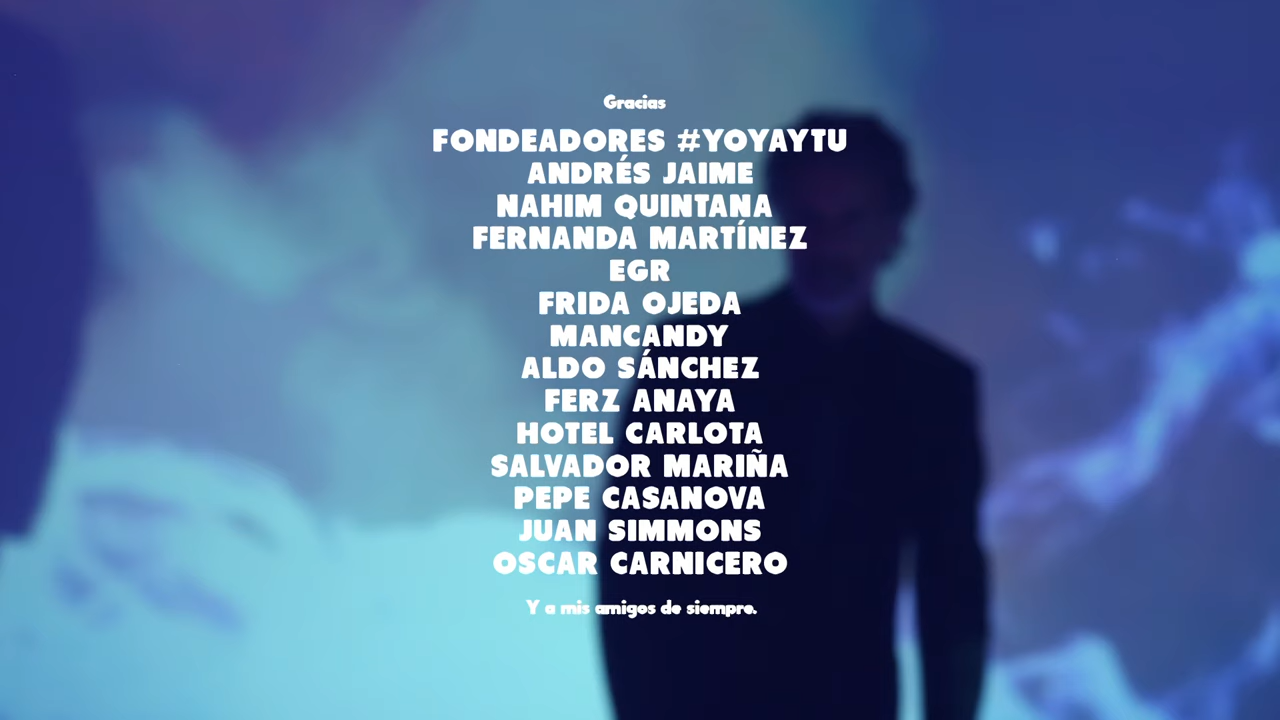 Gracias
FONDEADORES #YOYAYTU
ANDRÉS JAIME
NAHIM QUINTANA
FERNANDA MARTÍNEZ
EGR
FRIDA OJEDA
MANCANDY
ALDO SÁNCHEZ
FERZ ANAYA
HOTEL CARLOTA
SALVADOR MARIÑA
PEPE CASANOVA
JUAN SIMMONS
OSCAR CARNICERO
Y a mis amigos de siempre.